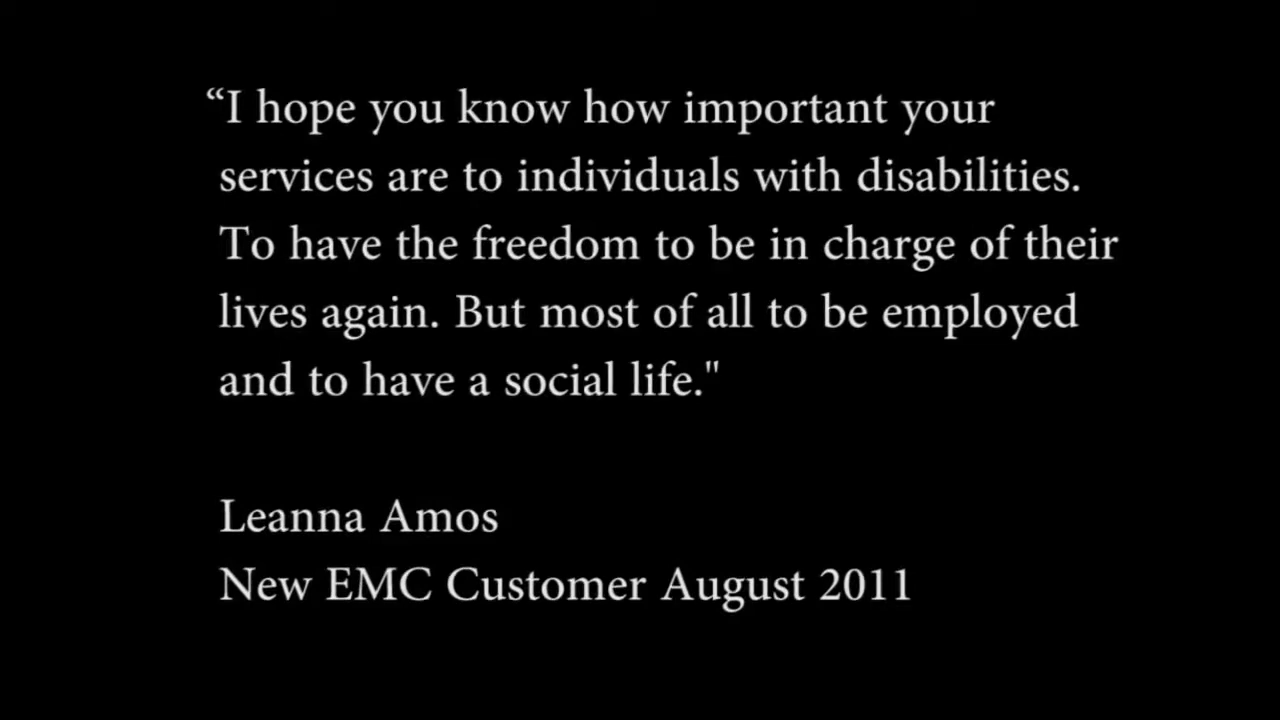 “I hope you know how important your
services are to individuals with disabilities.
To have the freedom to be in charge of their
lives again. But most of all to be employed
and to have a social life."
Leanna Amos
New EMC Customer August 2011